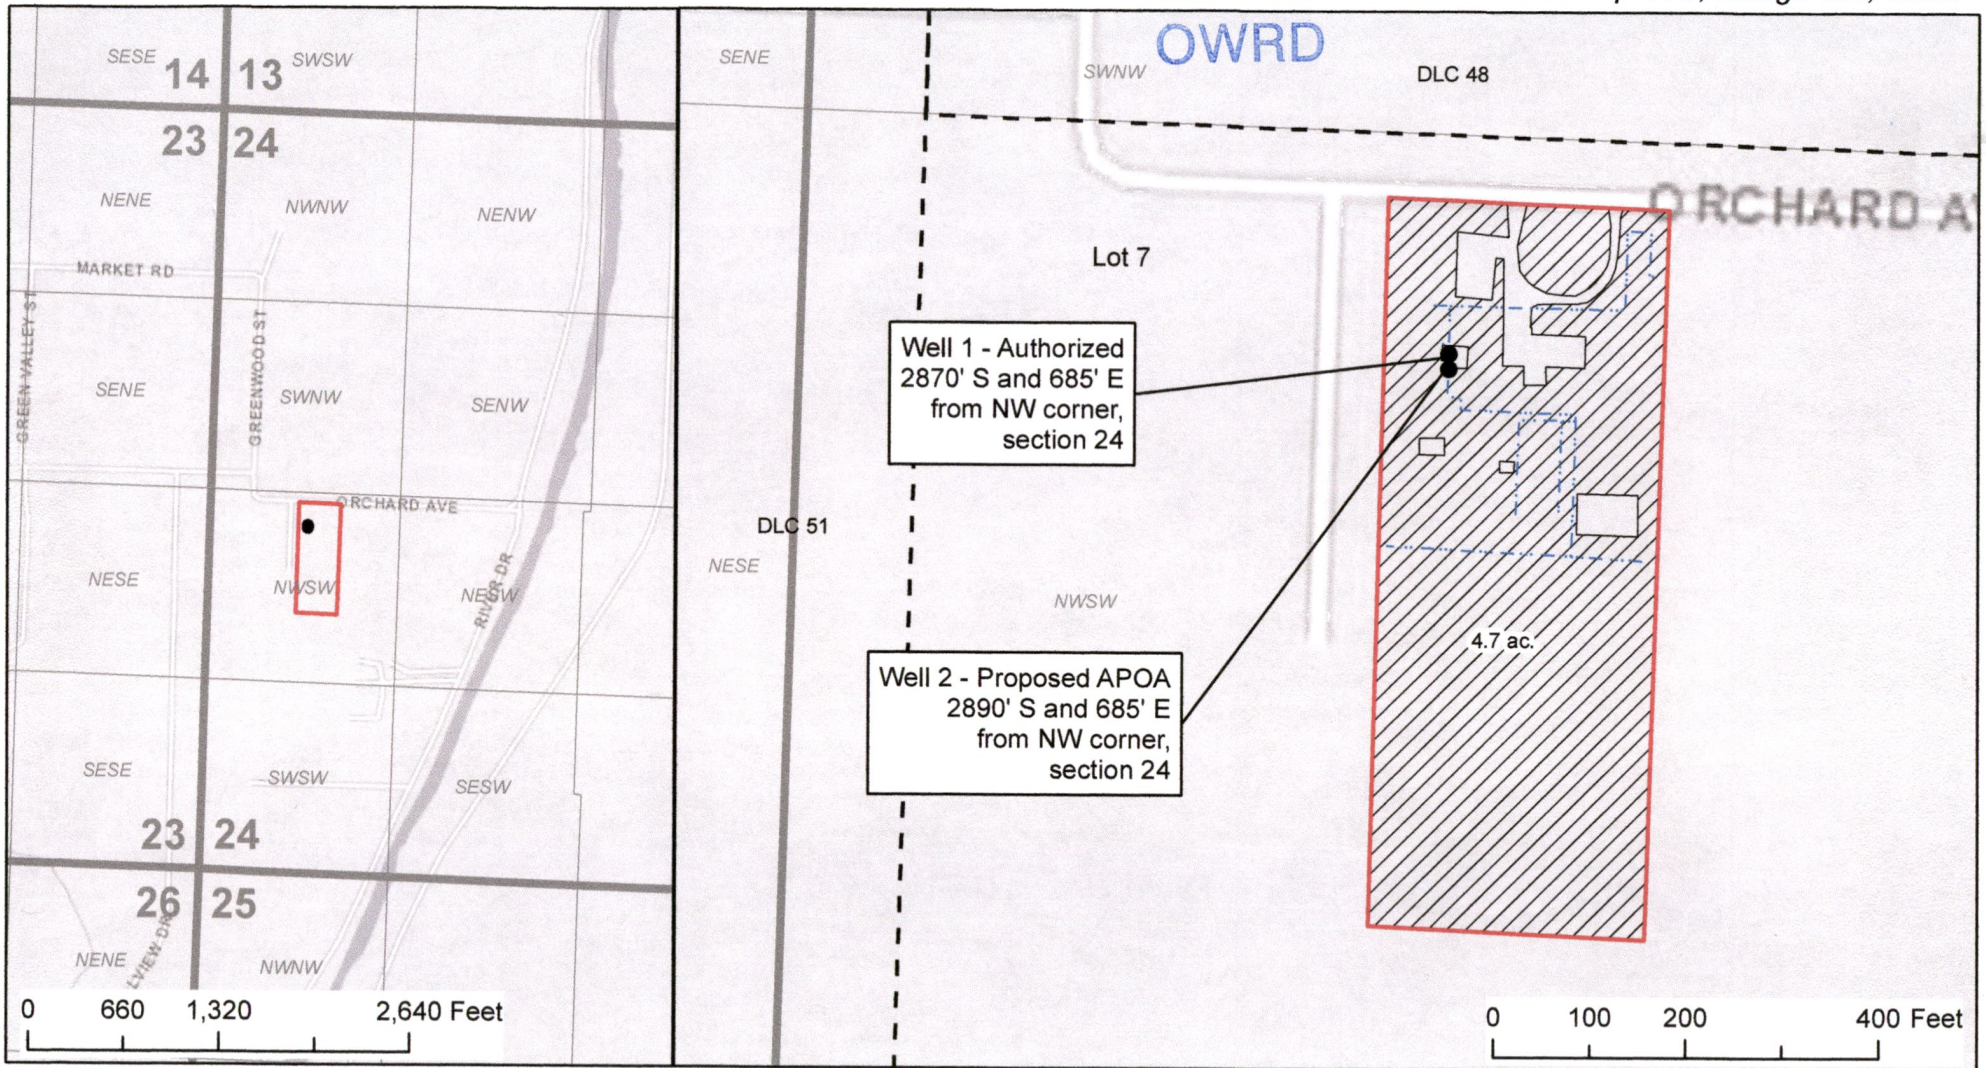 SESE
14
13
SWSW
23
24
NENE
NWNW
NENW
MARKET RD
GREEN VALLEY ST
GREENWOOD ST
SENE
SWNW
SENW
ORCHARD AVE
NESE
NWSW
NESW
RIVER DR
SESE
SWSW
SESW
23
24
26
25
NENE
LVIEW DR
NWNW
0 660 1,320 2,640 Feet
SENE
OWRD
SWNW
DLC 48
ORCHARD A
Lot 7
Well 1 - Authorized
2870' S and 685' E
from NW corner,
section 24
DLC 51
NESE
NWSW
4.7 ac.
Well 2 - Proposed APOA
2890' S and 685' E
from NW corner,
section 24
0 100 200 400 Feet